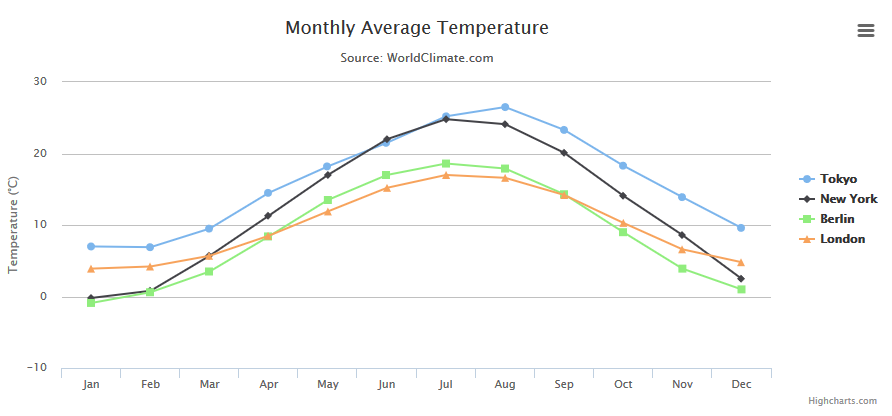 Monthly Average Temperature
Source: WorldClimate.com
Temperature (°C)
30
20
10
0
−10
Jan Feb Mar Apr May Jun Jul Aug Sep Oct Nov Dec
Tokyo
New York
Berlin
London
Highcharts.com